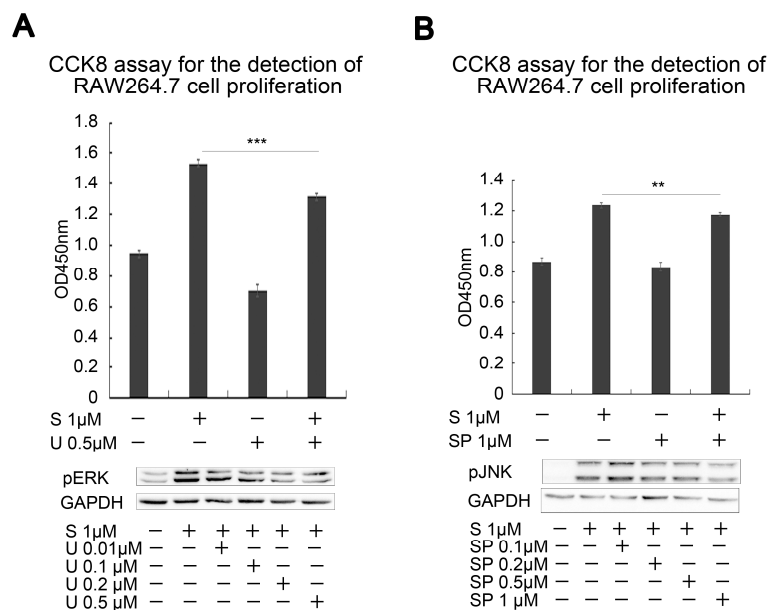 A
CCK8 assay for the detection of
RAW264.7 cell proliferation
1.8
1.6
1.4
1.2
1.0
0.8
0.6
0.4
0.2
0
OD450nm
***
S 1μM − + − +
U 0.5μM − − + +
pERK
GAPDH
S 1μM − + + + + +
U 0.01μM − − + − − −
U 0.1 μM − − − + − −
U 0.2 μM − − − − + −
U 0.5 μM − − − − − +
B
CCK8 assay for the detection of
RAW264.7 cell proliferation
1.4
1.2
1.0
0.8
0.6
0.4
0.2
0
OD450nm
**
S 1μM − + − +
SP 1μM − − + +
pJNK
GAPDH
S 1μM − + + + + +
SP 0.1μM − − + − − −
SP 0.2μM − − − + − −
SP 0.5μM − − − − + −
SP 1 μM − − − − − +